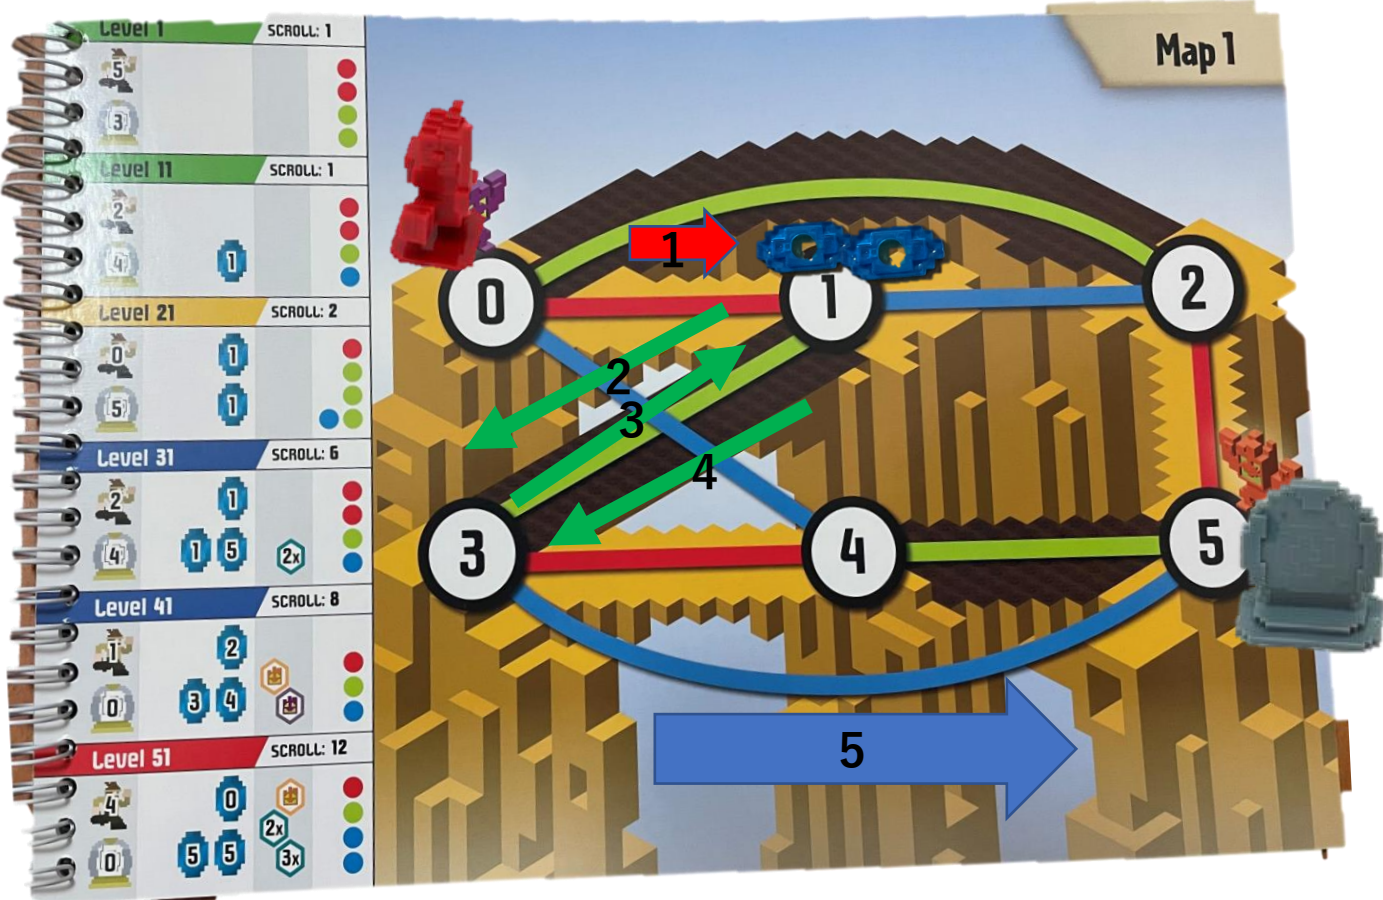 Level 1 SCROLL: 1
5
3
Level 11 SCROLL: 1
2
4 1
Level 21 SCROLL: 2
0 1
5 1
Level 31 SCROLL: 6
2 1
4 1 5 2x
Level 41 SCROLL: 8
1 2
0 3 4
Level 51 SCROLL: 12
4 0
2x
0 5 5 3x
Map 1
1
0 1 2
2
3
4
3 4 5
5